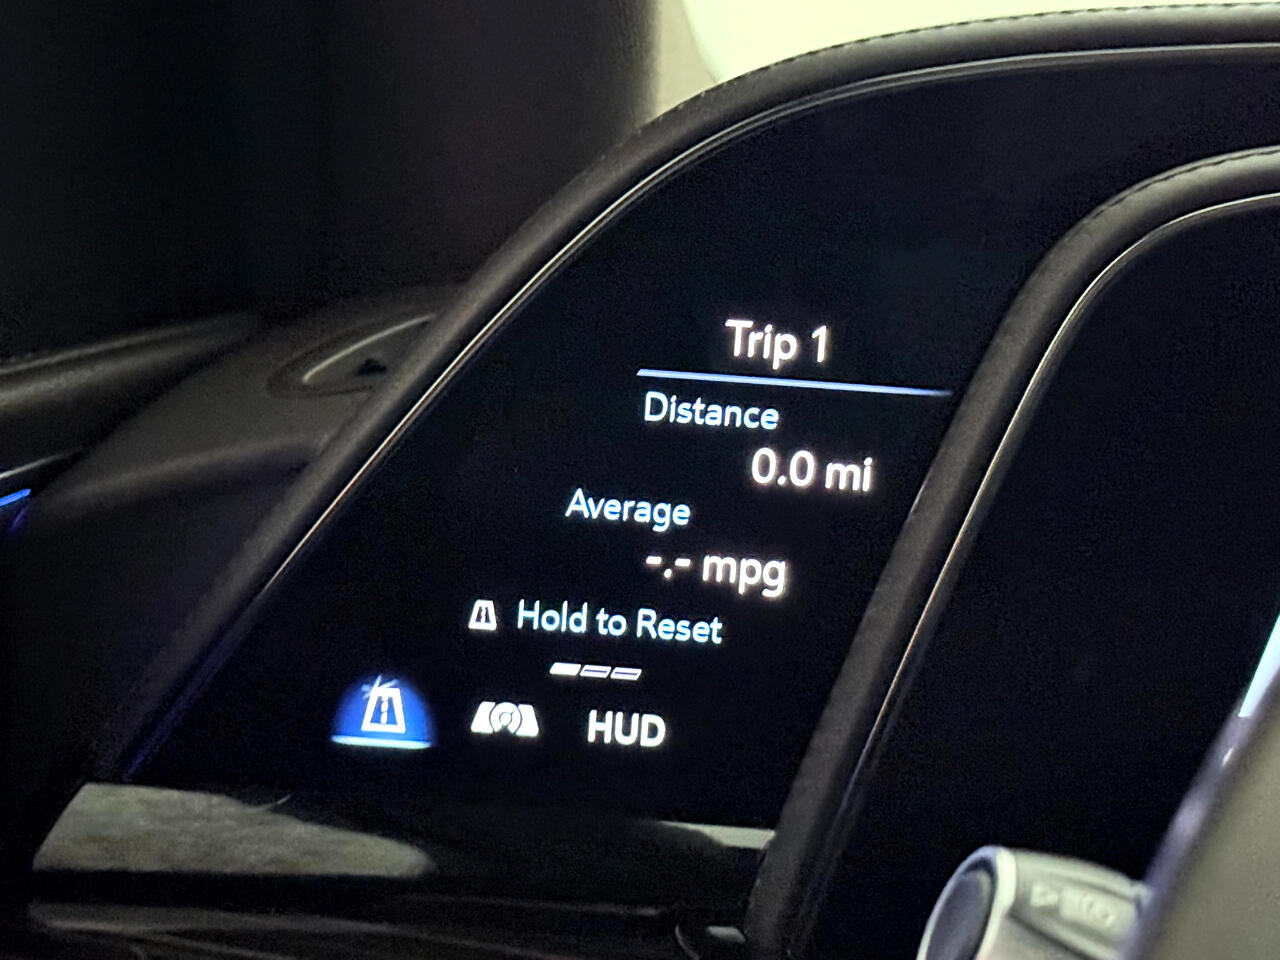 Trip 1
Distance
0.0 mi
Average
-.- mpg
Hold to Reset
HUD